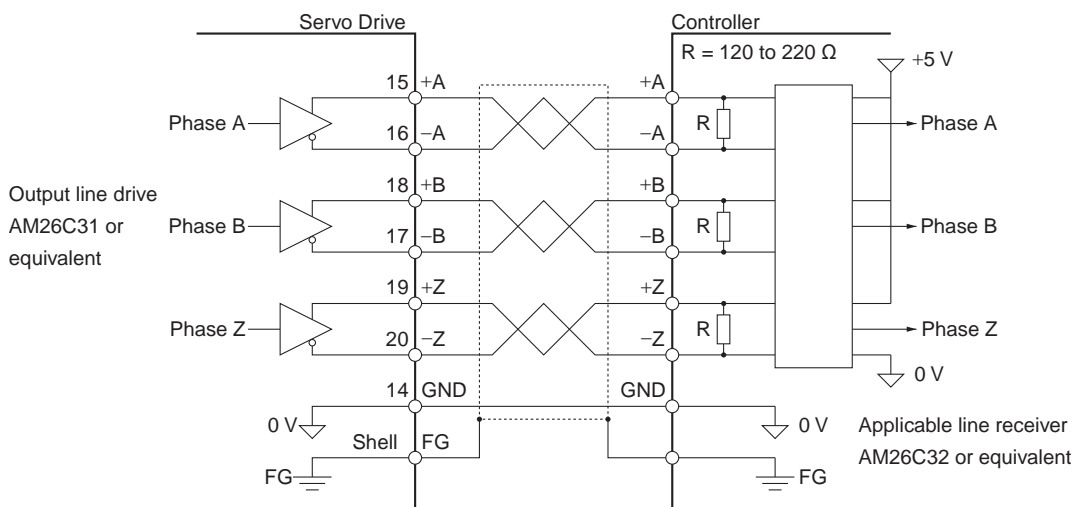 Servo Drive
Controller
R = 120 to 220 Ω
+5 V
15 +A
+A
Phase A
R
Phase A
16 −A
−A
Output line drive
AM26C31 or
equivalent
18 +B
+B
Phase B
R
Phase B
17 −B
−B
19 +Z
+Z
Phase Z
R
Phase Z
20 −Z
−Z
0 V
14 GND
GND
0 V
0 V
Applicable line receiver
AM26C32 or equivalent
Shell FG
FG
FG